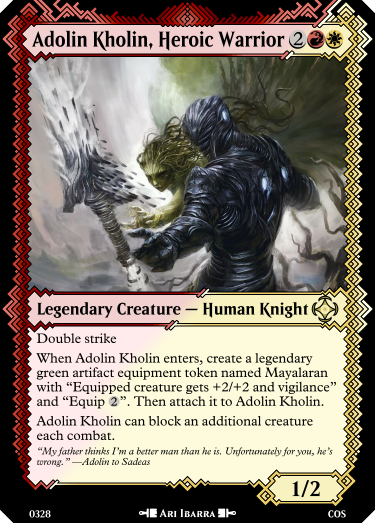 Adolin Kholin, Heroic Warrior 2
Legendary Creature — Human Knight
Double strike
When Adolin Kholin enters, create a legendary
green artifact equipment token named Mayalaran
with “Equipped creature gets +2/+2 and vigilance”
and “Equip 2”. Then attach it to Adolin Kholin.
Adolin Kholin can block an additional creature
each combat.
“My father thinks I’m a better man than he is. Unfortunately for you, he’s
wrong.” —Adolin to Sadeas
1/2
0328 Ari Ibarra COS